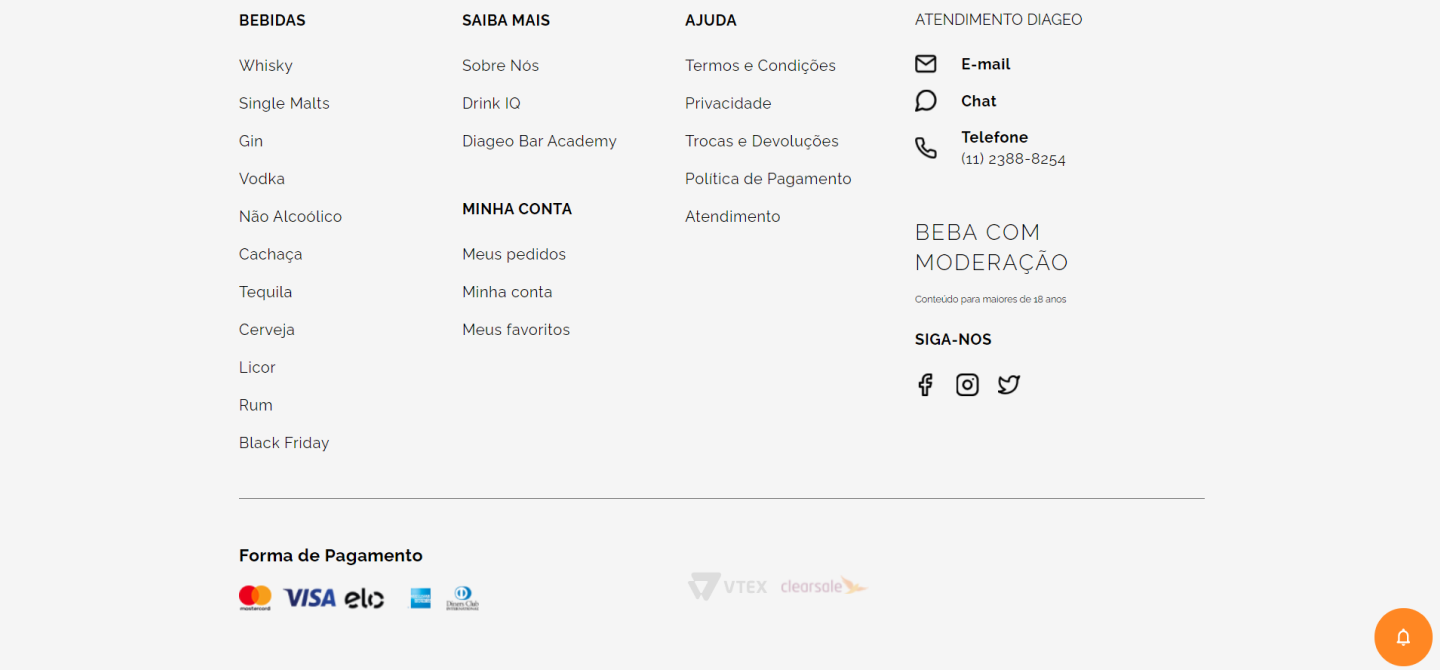 BEBIDAS
Whisky
Single Malts
Gin
Vodka
Não Alcoólico
Cachaça
Tequila
Cerveja
Licor
Rum
Black Friday
SAIBA MAIS
Sobre Nós
Drink IQ
Diageo Bar Academy
MINHA CONTA
Meus pedidos
Minha conta
Meus favoritos
AJUDA
Termos e Condições
Privacidade
Trocas e Devoluções
Política de Pagamento
Atendimento
ATENDIMENTO DIAGEO
E-mail
Chat
Telefone
(11) 2388-8254
BEBA COM
MODERAÇÃO
Conteúdo para maiores de 18 anos
SIGA-NOS
Forma de Pagamento
mastercard VISA elo Diners Club
INTERNATIONAL
VTEX clearsale